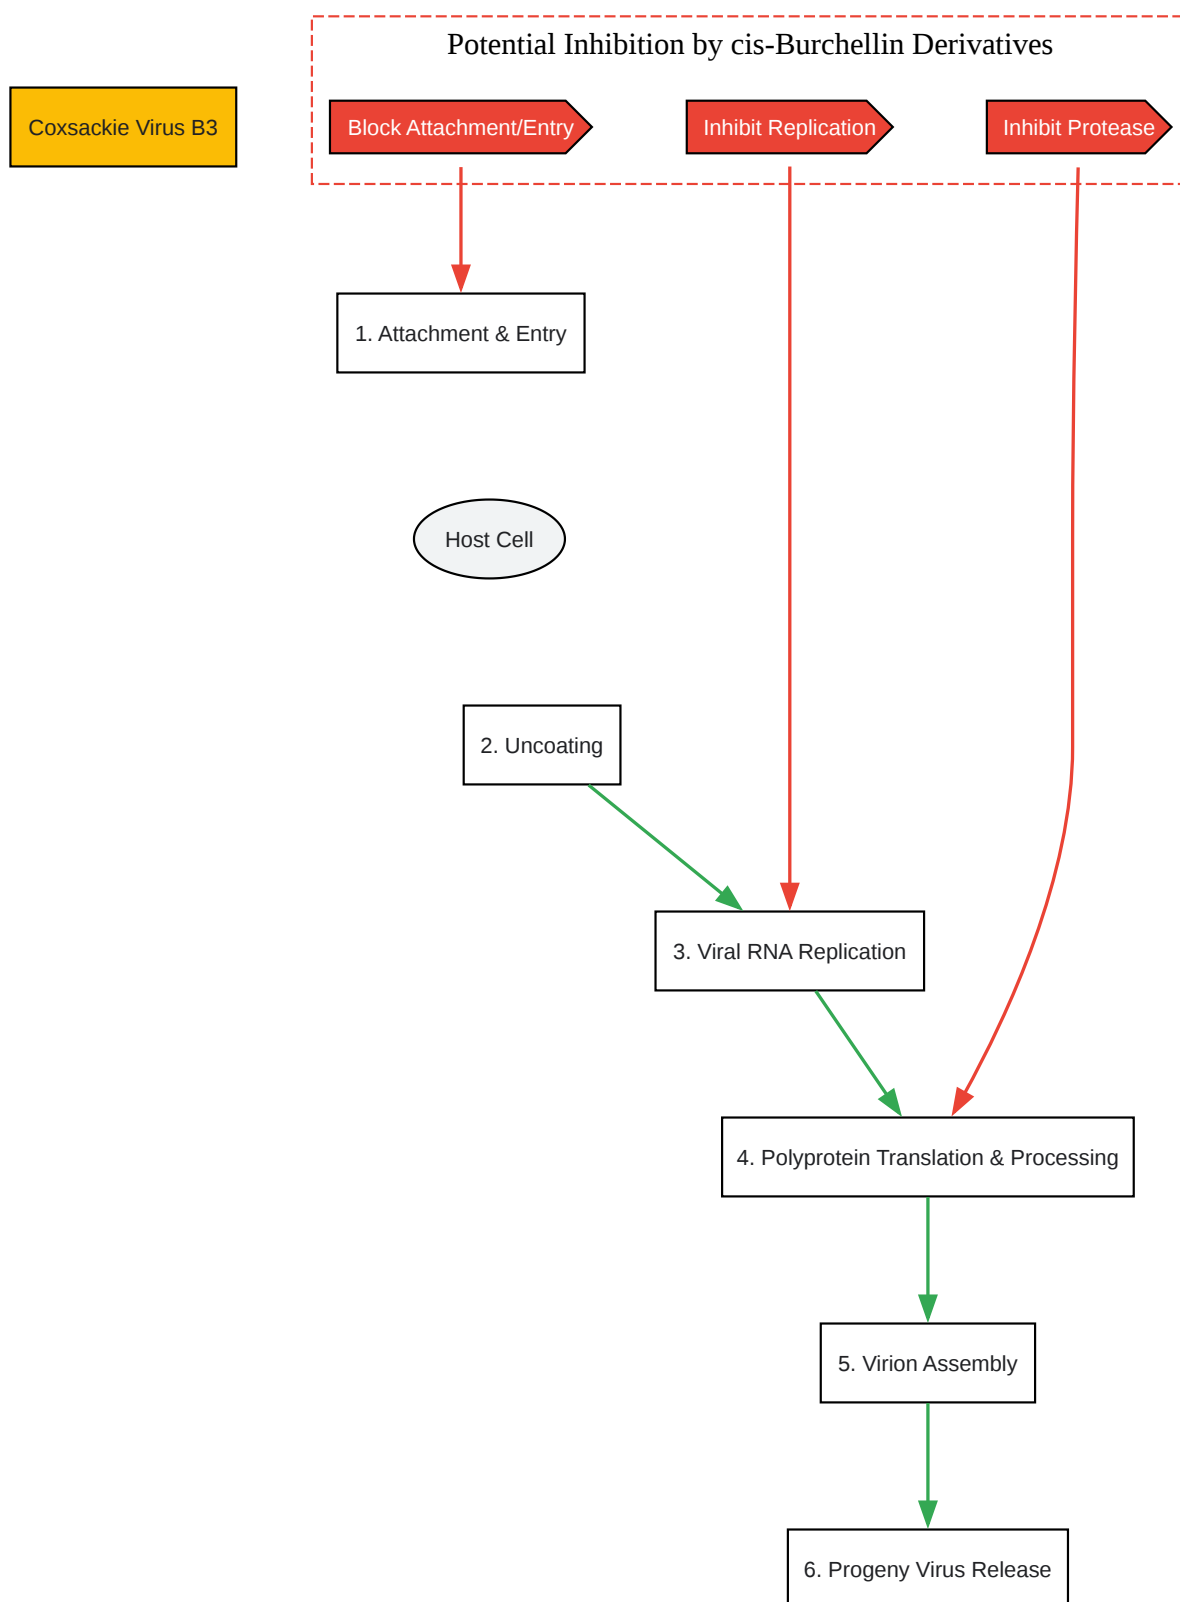 Potential Inhibition by cis-Burchellin Derivatives
Coxsackie Virus B3
Block Attachment/Entry
Inhibit Replication
Inhibit Protease
1. Attachment & Entry
Host Cell
2. Uncoating
3. Viral RNA Replication
4. Polyprotein Translation & Processing
5. Virion Assembly
6. Progeny Virus Release